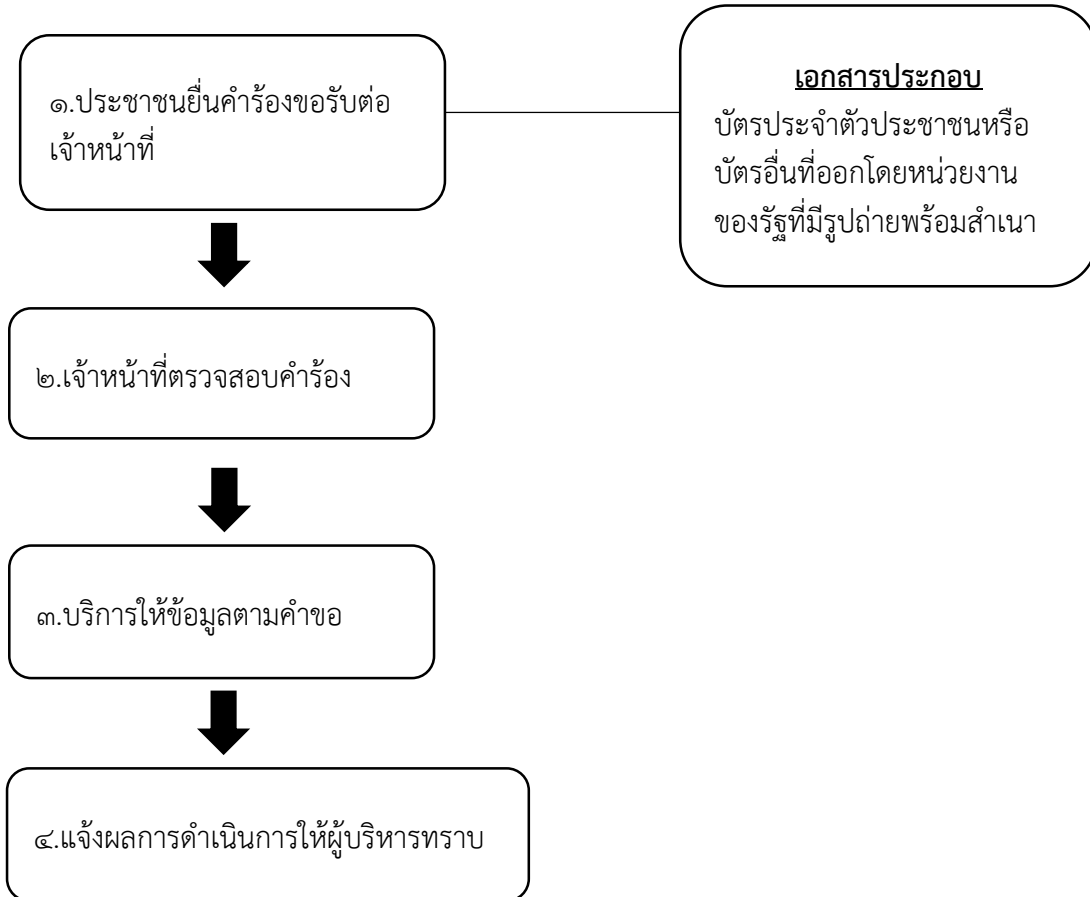 ๑.ประชาชนยื่นคำร้องขอรับต่อ
เจ้าหน้าที่
เอกสารประกอบ
บัตรประจำตัวประชาชนหรือ
บัตรอื่นที่ออกโดยหน่วยงาน
ของรัฐที่มีรูปถ่ายพร้อมสำเนา
๒.เจ้าหน้าที่ตรวจสอบคำร้อง
๓.บริการให้ข้อมูลตามคำขอ
๔.แจ้งผลการดำเนินการให้ผู้บริหารทราบ